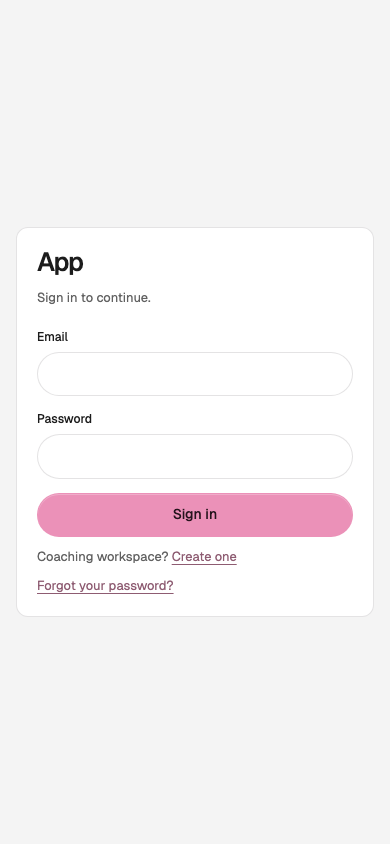 App
Sign in to continue.
Email
Password
Sign in
Coaching workspace? Create one
Forgot your password?